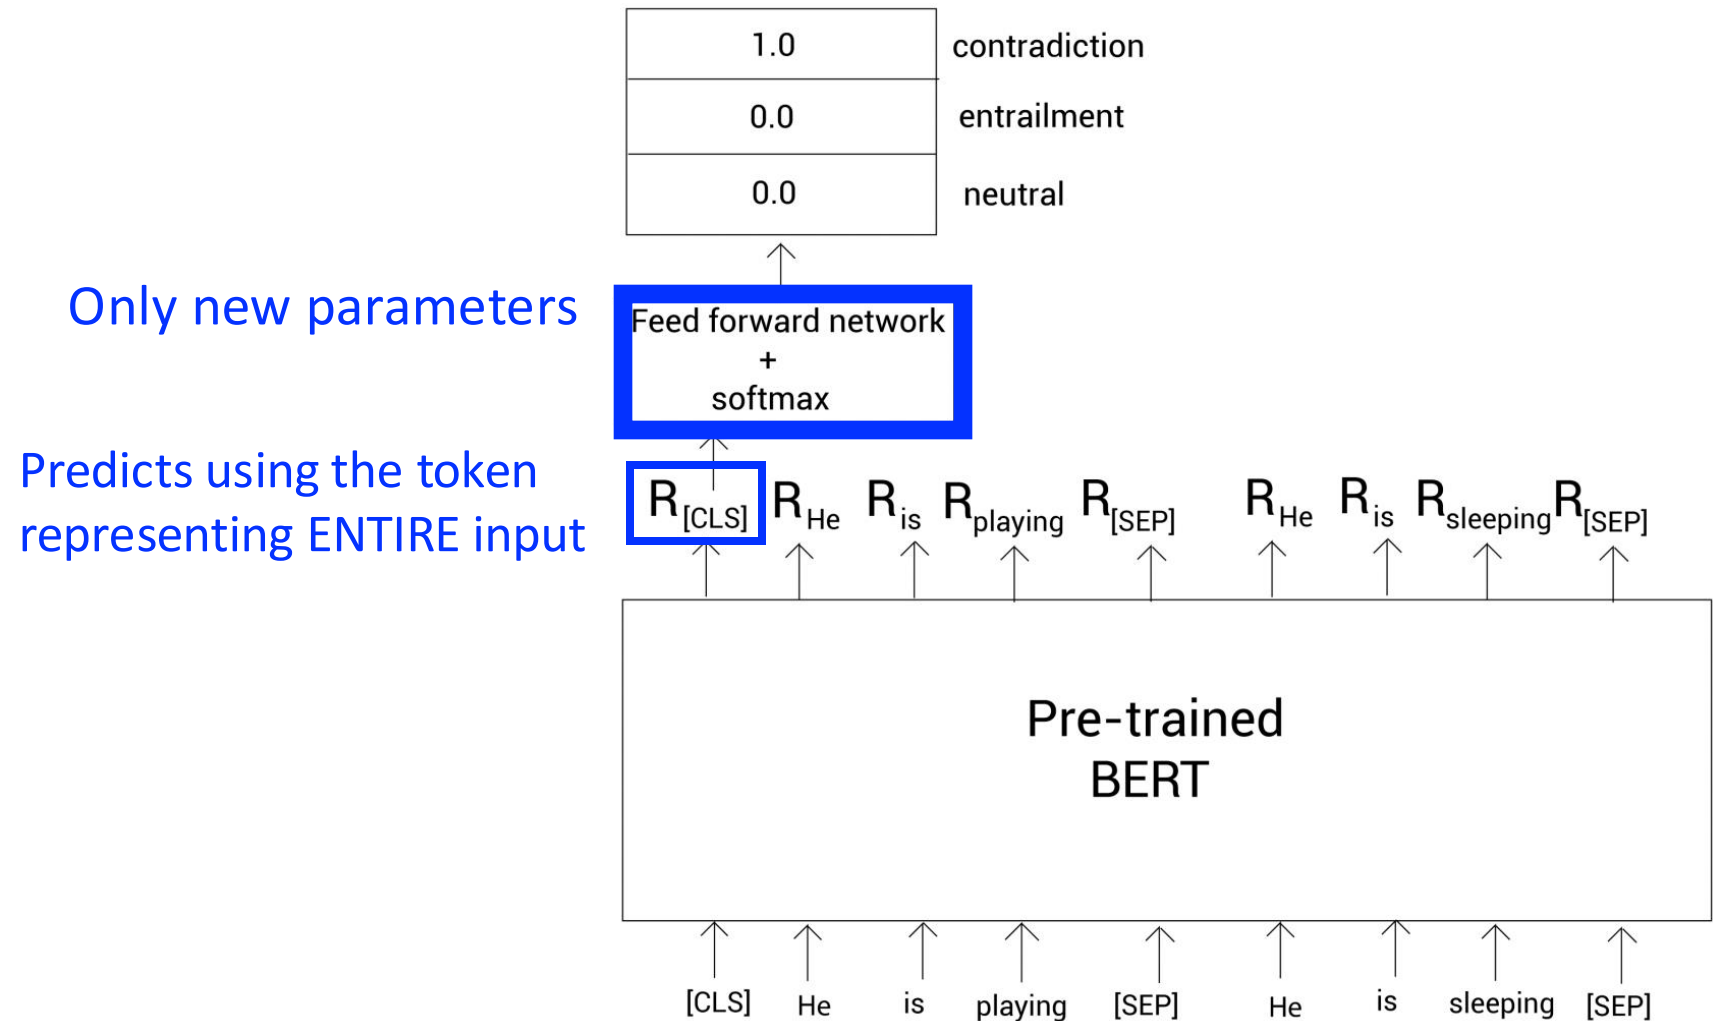 1.0 contradiction
0.0 entrailment
0.0 neutral
Only new parameters
Feed forward network
+
softmax
Predicts using the token
representing ENTIRE input
R[CLS] RHe Ris Rplaying R[SEP] RHe Ris Rsleeping R[SEP]
Pre-trained
BERT
[CLS] He is playing [SEP] He is sleeping [SEP]